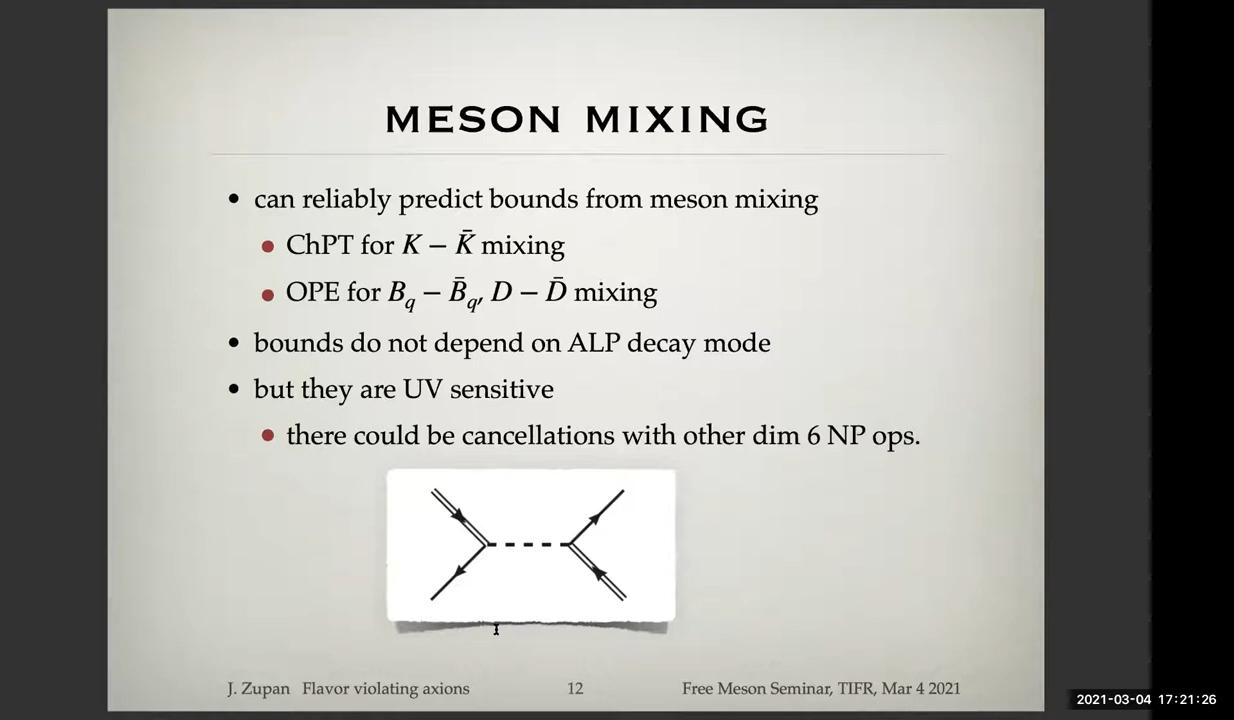 MESON MIXING
• can reliably predict bounds from meson mixing
• ChPT for K − K̄ mixing
• OPE for B_q − B̄_q, D − D̄ mixing
• bounds do not depend on ALP decay mode
• but they are UV sensitive
• there could be cancellations with other dim 6 NP ops.
J. Zupan Flavor violating axions 12 Free Meson Seminar, TIFR, Mar 4 2021
2021-03-04 17:21:26